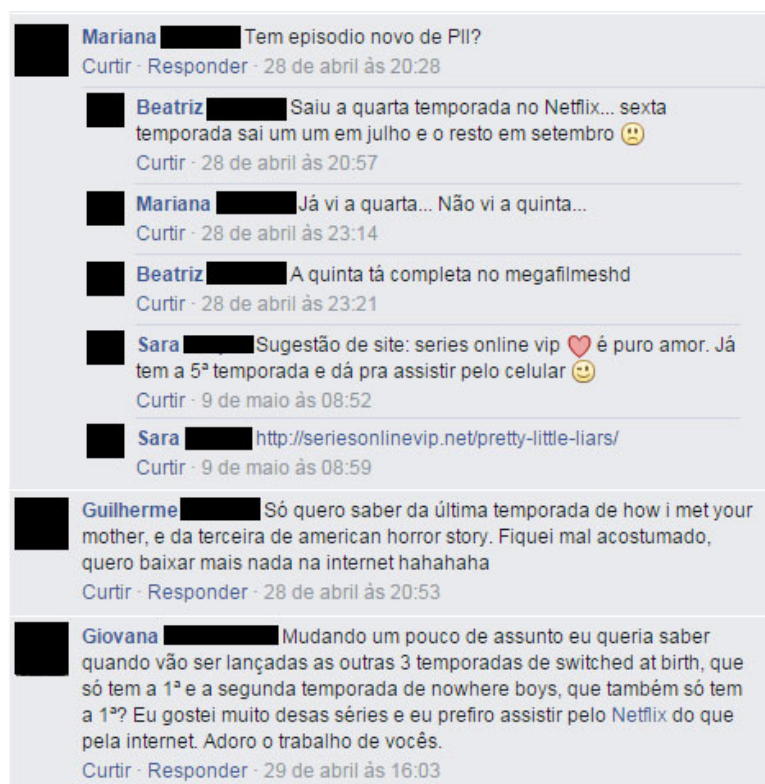 Mariana Tem episodio novo de Pll?
Curtir · Responder · 28 de abril às 20:28
Beatriz Saiu a quarta temporada no Netflix... sexta
temporada sai um um em julho e o resto em setembro
Curtir · 28 de abril às 20:57
Mariana Já vi a quarta... Não vi a quinta...
Curtir · 28 de abril às 23:14
Beatriz A quinta tá completa no megafilmeshd
Curtir · 28 de abril às 23:21
Sara Sugestão de site: series online vip é puro amor. Já
tem a 5ª temporada e dá pra assistir pelo celular
Curtir · 9 de maio às 08:52
Sara http://seriesonlinevip.net/pretty-little-liars/
Curtir · 9 de maio às 08:59
Guilherme Só quero saber da última temporada de how i met your
mother, e da terceira de american horror story. Fiquei mal acostumado,
quero baixar mais nada na internet hahahaha
Curtir · Responder · 28 de abril às 20:53
Giovana Mudando um pouco de assunto eu queria saber
quando vão ser lançadas as outras 3 temporadas de switched at birth, que
só tem a 1ª e a segunda temporada de nowhere boys, que também só tem
a 1ª? Eu gostei muito desas séries e eu prefiro assistir pelo Netflix do que
pela internet. Adoro o trabalho de vocês.
Curtir · Responder · 29 de abril às 16:03